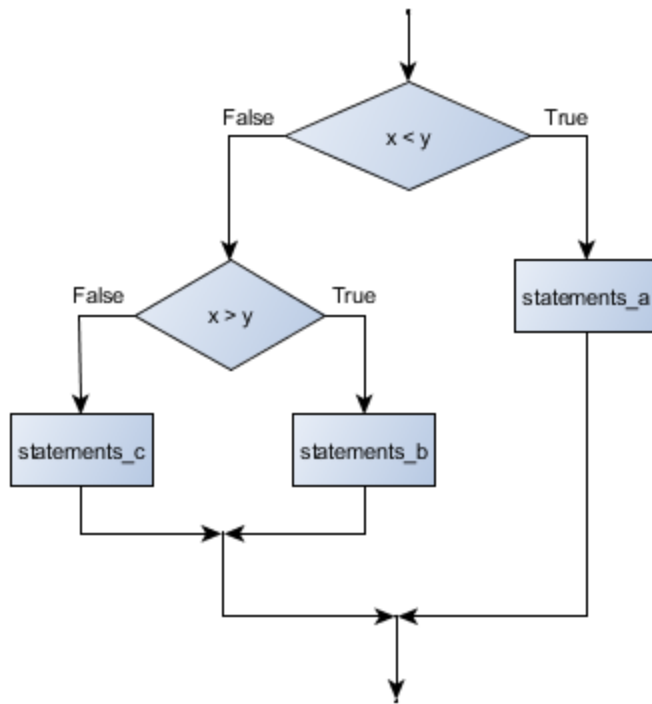 False
True
x < y
False
True
x > y
statements_a
statements_c
statements_b